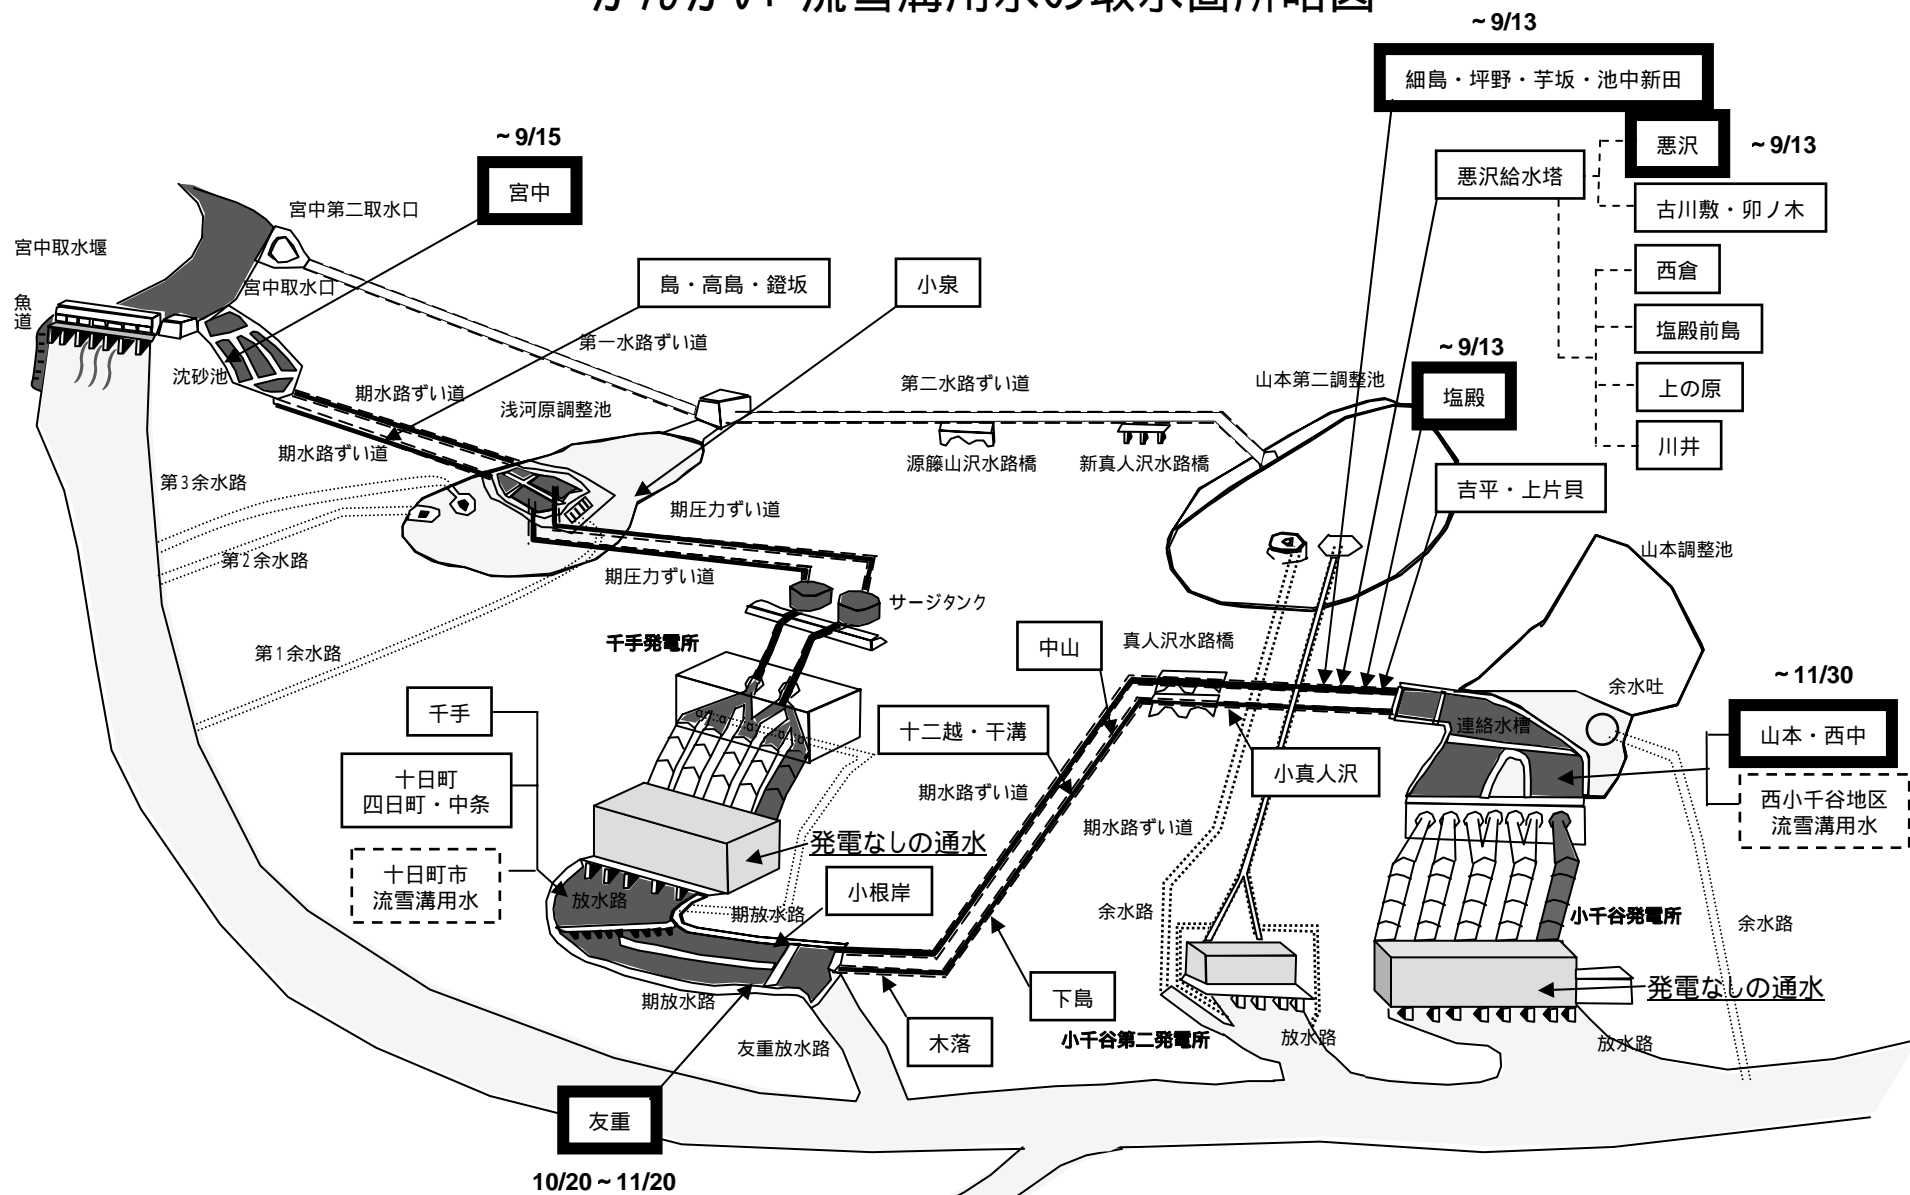 かんがい・流雪溝用水の取水箇所略図
~ 9/13
細島・坪野・芋坂・池中新田
~ 9/15
宮中
悪沢
~ 9/13
悪沢給水塔
古川敷・卯ノ木
宮中第二取水口
宮中取水堰
宮中取水口
魚道
島・高島・鐙坂
小泉
西倉
塩殿前島
上の原
川井
第一水路ずい道
沈砂池
期水路ずい道
浅河原調整池
第二水路ずい道
山本第二調整池
~ 9/13
塩殿
期水路ずい道
源藤山沢水路橋
新真人沢水路橋
第3余水路
吉平・上片貝
期圧力ずい道
第2余水路
山本調整池
期圧力ずい道
サージタンク
千手発電所
第1余水路
中山
真人沢水路橋
余水吐
~ 11/30
千手
十二越・干溝
連絡水槽
山本・西中
十日町
四日町・中条
小真人沢
期水路ずい道
西小千谷地区
流雪溝用水
期水路ずい道
発電なしの通水
十日町市
流雪溝用水
放水路
小根岸
期放水路
余水路
小千谷発電所
余水路
期放水路
下島
発電なしの通水
木落
小千谷第二発電所
放水路
放水路
友重放水路
友重
10/20 ~ 11/20